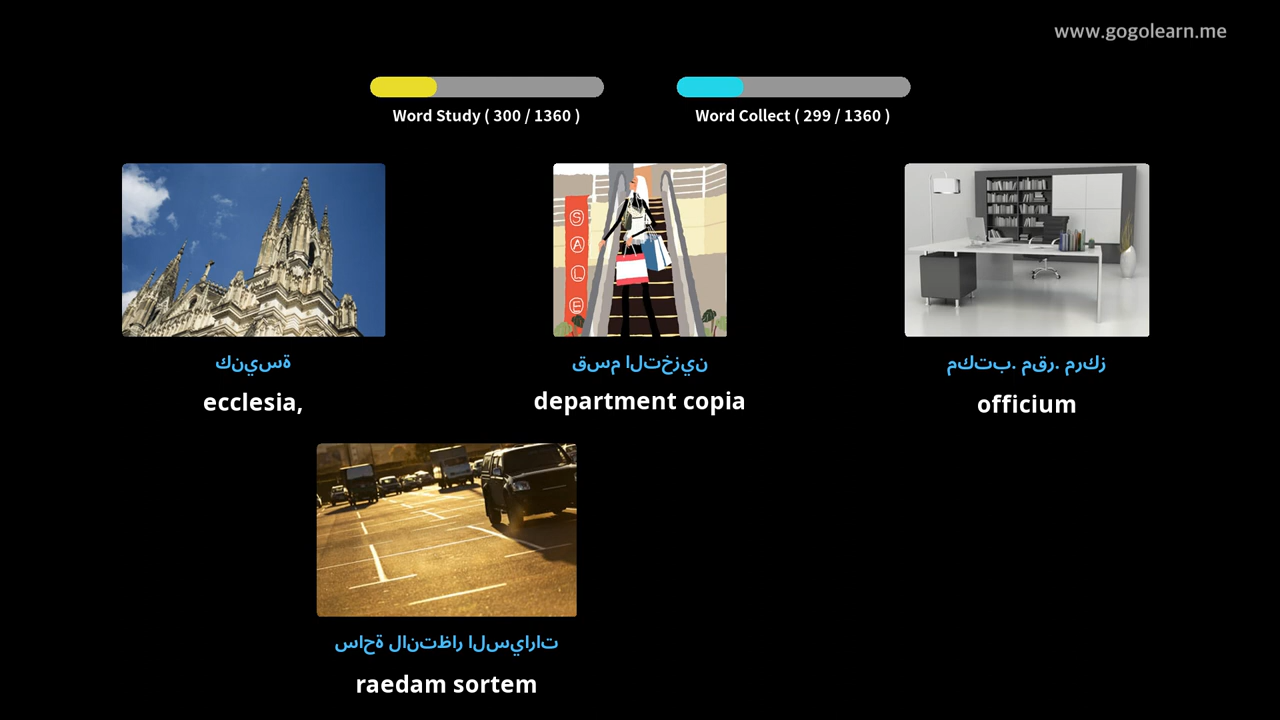 www.gogolearn.me
Word Study ( 300 / 1360 )
Word Collect ( 299 / 1360 )
S
A
L
E
كنيسة
قسم التخزين
مكتب. مقر. مركز
ecclesia,
department copia
officium
ساحة لانتظار السيارات
raedam sortem